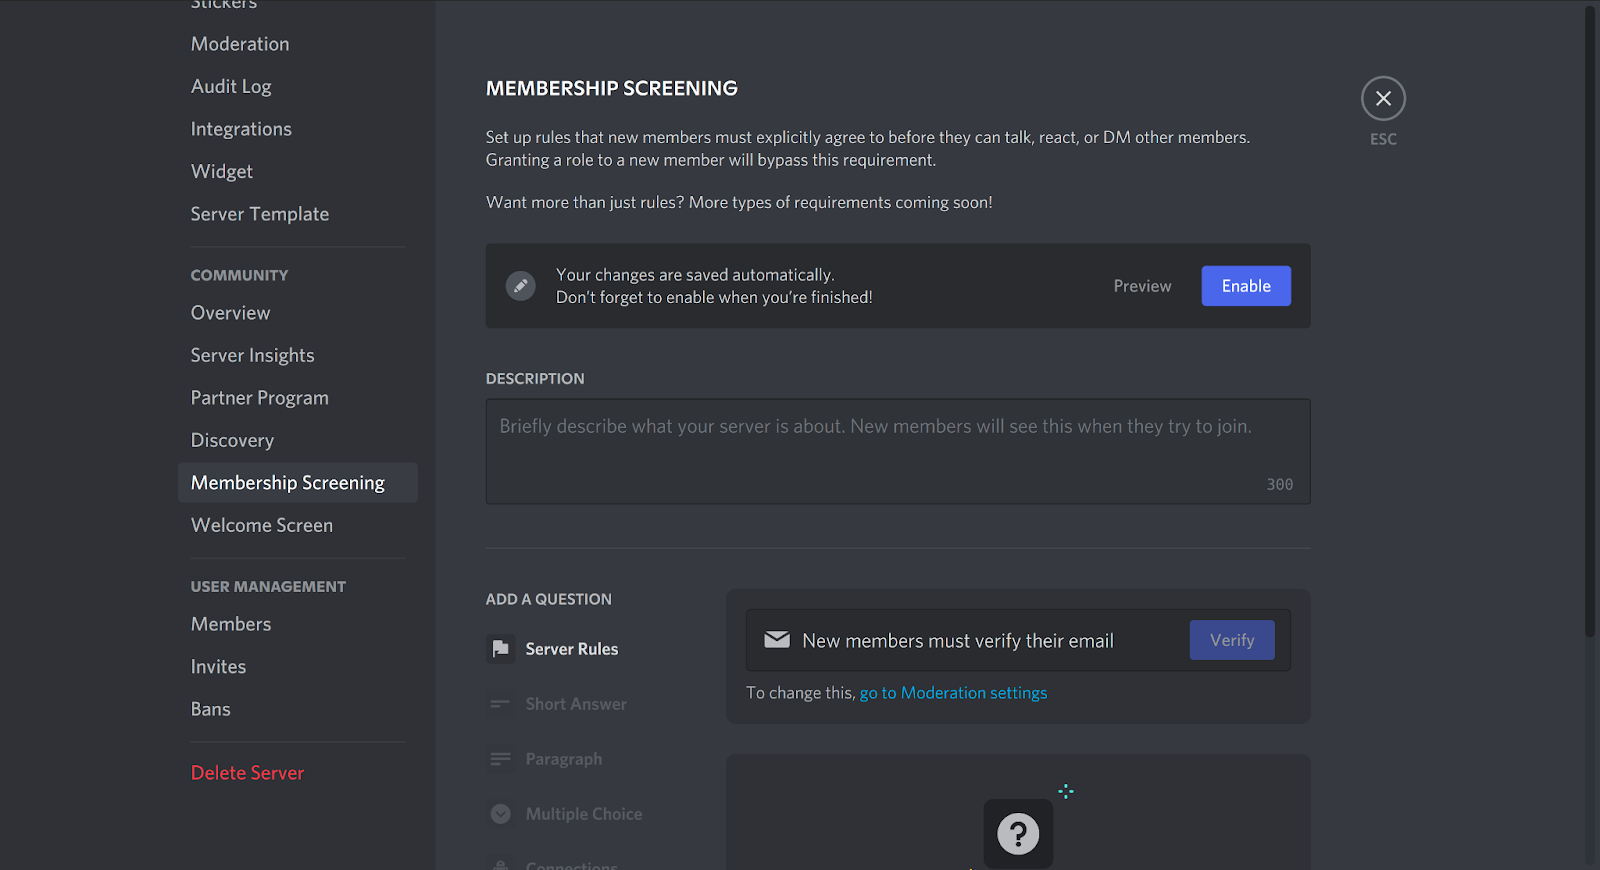 Stickers
Moderation
Audit Log
Integrations
Widget
Server Template
COMMUNITY
Overview
Server Insights
Partner Program
Discovery
Membership Screening
Welcome Screen
USER MANAGEMENT
Members
Invites
Bans
Delete Server
MEMBERSHIP SCREENING
Set up rules that new members must explicitly agree to before they can talk, react, or DM other members.
Granting a role to a new member will bypass this requirement.
Want more than just rules? More types of requirements coming soon!
ESC
Your changes are saved automatically.
Don't forget to enable when you're finished!
Preview
Enable
DESCRIPTION
Briefly describe what your server is about. New members will see this when they try to join.
300
ADD A QUESTION
Server Rules
Short Answer
Paragraph
Multiple Choice
Connections
New members must verify their email
Verify
To change this, go to Moderation settings
?